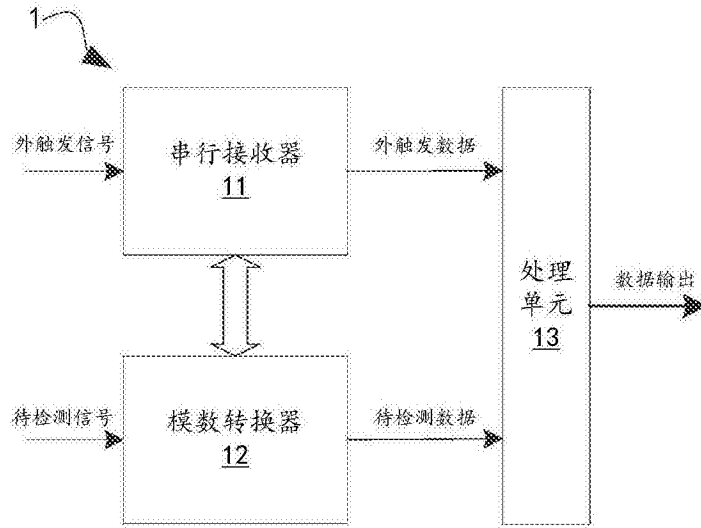 1
外触发信号
串行接收器
11
外触发数据
处理
单元
13
数据输出
待检测信号
模数转换器
12
待检测数据